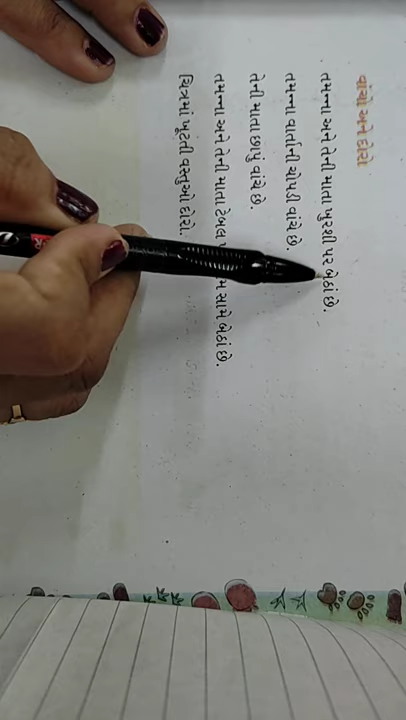 વાંચો અને દોરો
તમન્ના અને તેની માતા ખુરશી પર બેઠાં છે.
તમન્ના વાર્તાની ચોપડી વાંચે છે.
તેની માતા છાપું વાંચે છે.
તમન્ના અને તેની માતા ટેબલ સામે બેઠાં છે.
ચિત્રમાં ખૂટતી વસ્તુઓ દોરો.